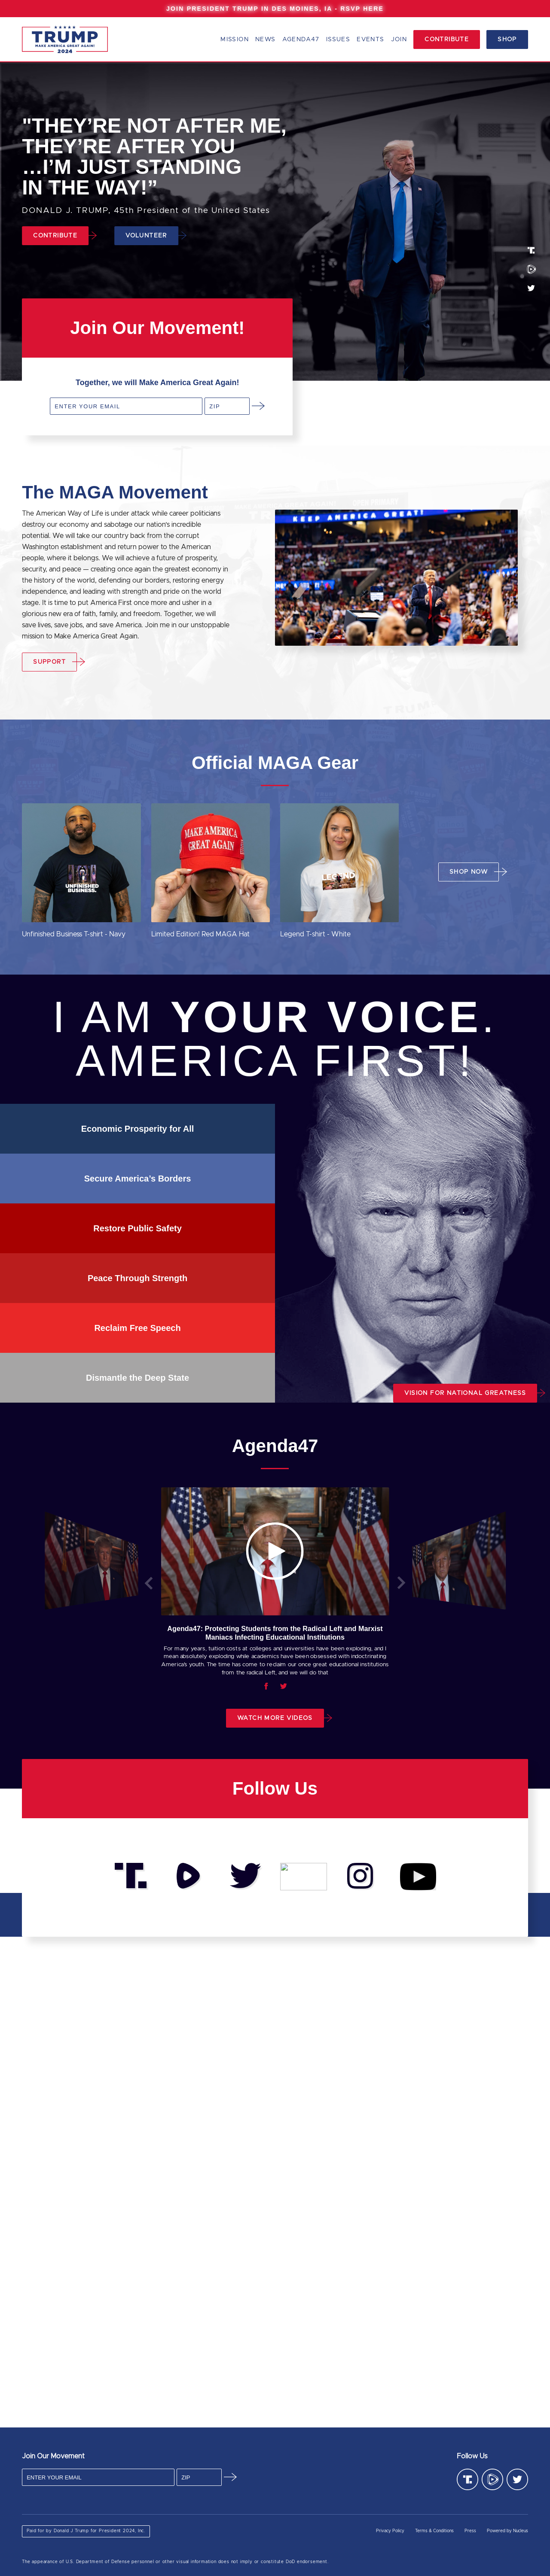 JOIN PRESIDENT TRUMP IN DES MOINES, IA - RSVP HERE
TRUMP
MAKE AMERICA GREAT AGAIN!
2024
MISSION NEWS AGENDA47 ISSUES EVENTS JOIN CONTRIBUTE SHOP
"THEY’RE NOT AFTER ME,
THEY’RE AFTER YOU
…I’M JUST STANDING
IN THE WAY!”
DONALD J. TRUMP, 45th President of the United States
CONTRIBUTE VOLUNTEER
Join Our Movement!
Together, we will Make America Great Again!
ENTER YOUR EMAIL ZIP
The MAGA Movement
The American Way of Life is under attack while career politicians
destroy our economy and sabotage our nation's incredible
potential. We will take our country back from the corrupt
Washington establishment and return power to the American
people, where it belongs. We will achieve a future of prosperity,
security, and peace — creating once again the greatest economy in
the history of the world, defending our borders, restoring energy
independence, and leading with strength and pride on the world
stage. It is time to put America First once more and usher in a
glorious new era of faith, family, and freedom. Together, we will
save lives, save jobs, and save America. Join me in our unstoppable
mission to Make America Great Again.
KEEP AMERICA GREAT!
SUPPORT
Official MAGA Gear
UNFINISHED
BUSINESS.
MAKE AMERICA
GREAT AGAIN
LEGEND
SHOP NOW
Unfinished Business T-shirt - Navy
Limited Edition! Red MAGA Hat
Legend T-shirt - White
I AM YOUR VOICE.
AMERICA FIRST!
Economic Prosperity for All
Secure America’s Borders
Restore Public Safety
Peace Through Strength
Reclaim Free Speech
Dismantle the Deep State
VISION FOR NATIONAL GREATNESS
Agenda47
Agenda47: Protecting Students from the Radical Left and Marxist
Maniacs Infecting Educational Institutions
For many years, tuition costs at colleges and universities have been exploding, and I
mean absolutely exploding while academics have been obsessed with indoctrinating
America's youth. The time has come to reclaim our once great educational institutions
from the radical Left, and we will do that
WATCH MORE VIDEOS
Follow Us
Join Our Movement
ENTER YOUR EMAIL ZIP
Follow Us
Paid for by Donald J Trump for President 2024, Inc.
Privacy Policy Terms & Conditions Press Powered by Nucleus
The appearance of U.S. Department of Defense personnel or other visual information does not imply or constitute DoD endorsement